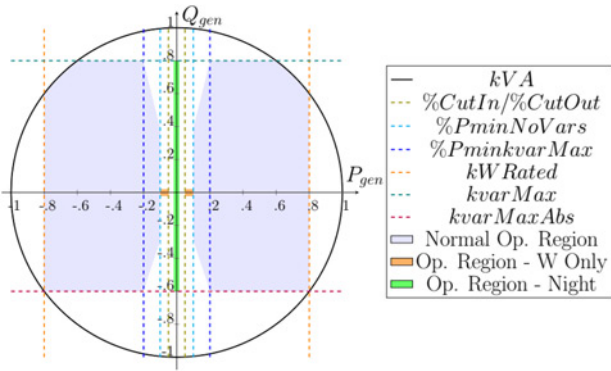 Q_gen
1
.8
.6
.4
.2
P_gen
-1 -.8 -.6 -.4 -.2 .2 .4 .6 .8 1
-.2
-.4
-.6
-.8
-1
kVA
%CutIn/%CutOut
%PminNoVars
%PminkvarMax
kWRated
kvarMax
kvarMaxAbs
Normal Op. Region
Op. Region - W Only
Op. Region - Night